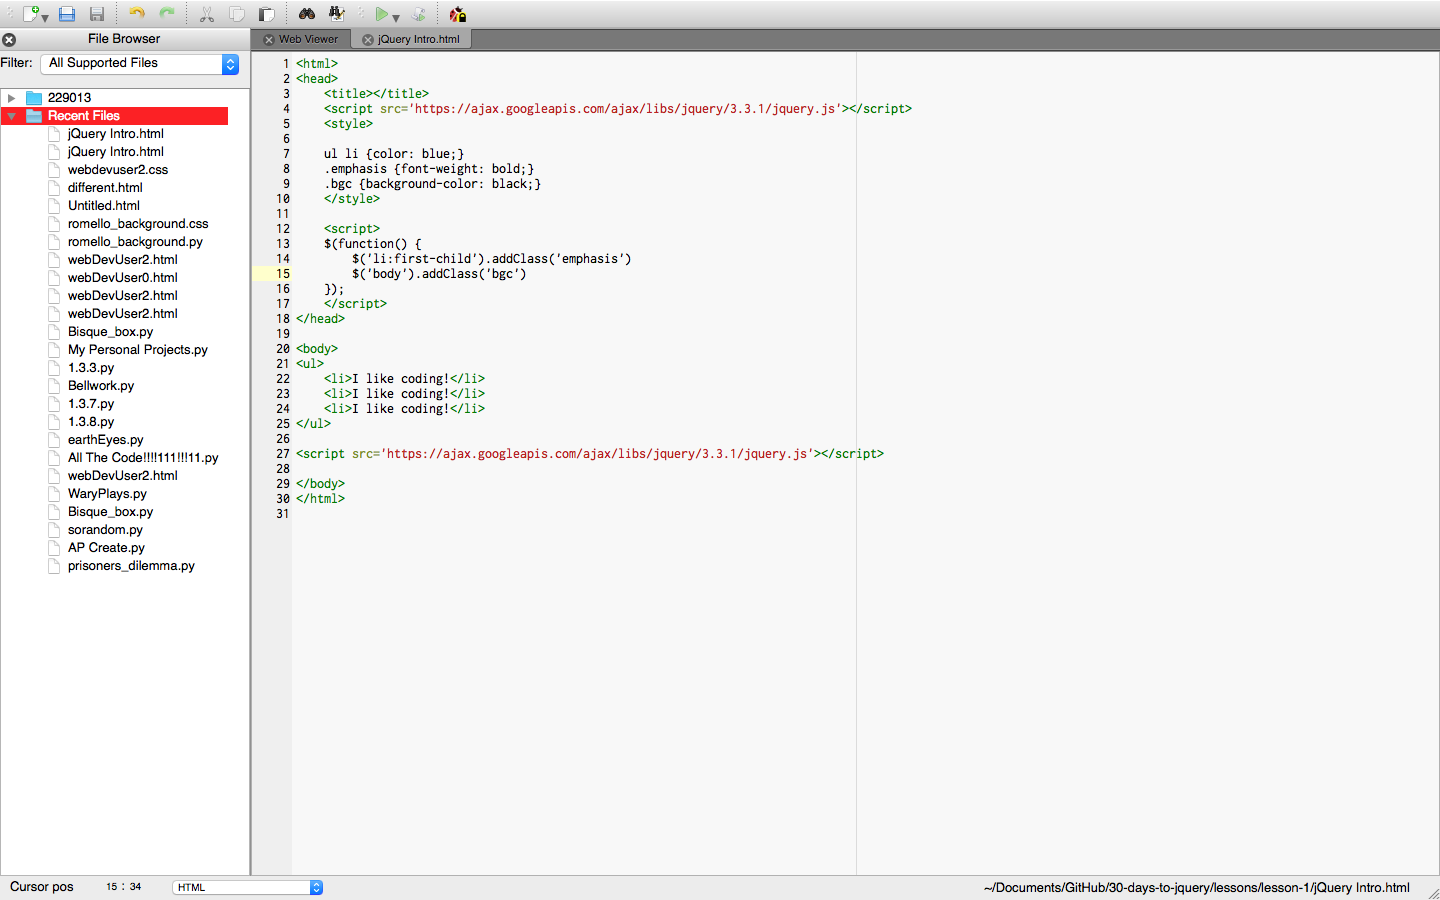 File Browser
Filter: All Supported Files
229013
Recent Files
jQuery Intro.html
jQuery Intro.html
webdevuser2.css
different.html
Untitled.html
romello_background.css
romello_background.py
webDevUser2.html
webDevUser0.html
webDevUser2.html
webDevUser2.html
Bisque_box.py
My Personal Projects.py
1.3.3.py
Bellwork.py
1.3.7.py
1.3.8.py
earthEyes.py
All The Code!!!!111!!!11.py
webDevUser2.html
WaryPlays.py
Bisque_box.py
sorandom.py
AP Create.py
prisoners_dilemma.py
Web Viewer
jQuery Intro.html
1 <html>
2 <head>
3     <title></title>
4     <script src='https://ajax.googleapis.com/ajax/libs/jquery/3.3.1/jquery.js'></script>
5     <style>
6
7     ul li {color: blue;}
8     .emphasis {font-weight: bold;}
9     .bgc {background-color: black;}
10     </style>
11
12     <script>
13     $(function() {
14         $('li:first-child').addClass('emphasis')
15         $('body').addClass('bgc')
16     });
17     </script>
18 </head>
19
20 <body>
21 <ul>
22     <li>I like coding!</li>
23     <li>I like coding!</li>
24     <li>I like coding!</li>
25 </ul>
26
27 <script src='https://ajax.googleapis.com/ajax/libs/jquery/3.3.1/jquery.js'></script>
28
29 </body>
30 </html>
31
Cursor pos 15 : 34 HTML ~/Documents/GitHub/30-days-to-jquery/lessons/lesson-1/jQuery Intro.html